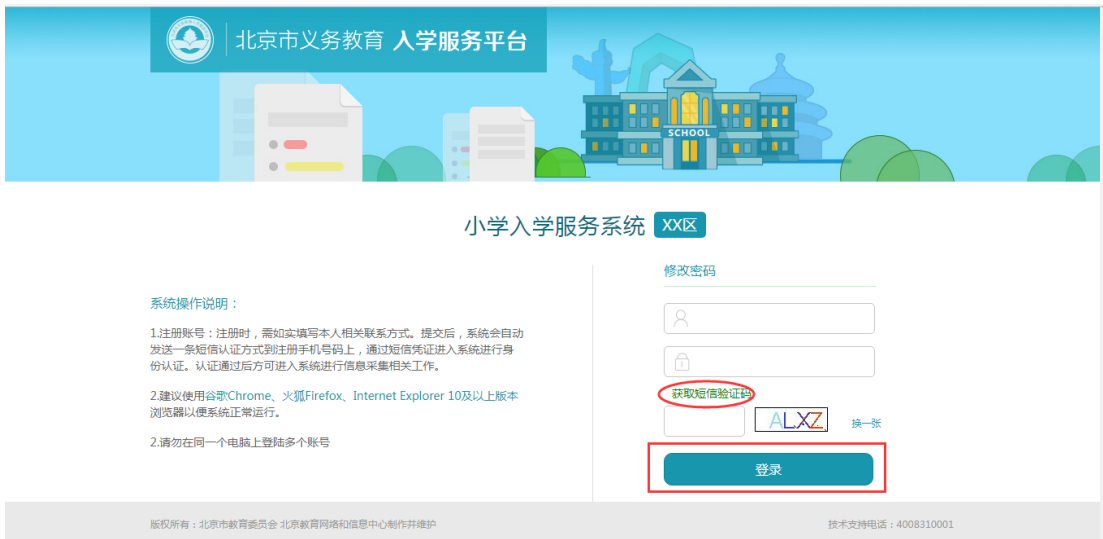 北京市义务教育 入学服务平台
SCHOOL
小学入学服务系统 XX区
系统操作说明：
1.注册账号：注册时，需如实填写本人相关联系方式。提交后，系统会自动
发送一条短信认证方式到注册手机号码上，通过短信凭证进入系统进行身
份认证。认证通过后方可进入系统进行信息采集相关工作。
2.建议使用谷歌Chrome、火狐Firefox、Internet Explorer 10及以上版本
浏览器以便系统正常运行。
2.请勿在同一个电脑上登陆多个账号
修改密码
获取短信验证码
ALXZ 换一张
登录
版权所有：北京市教育委员会 北京教育网络和信息中心制作并维护
技术支持电话：4008310001